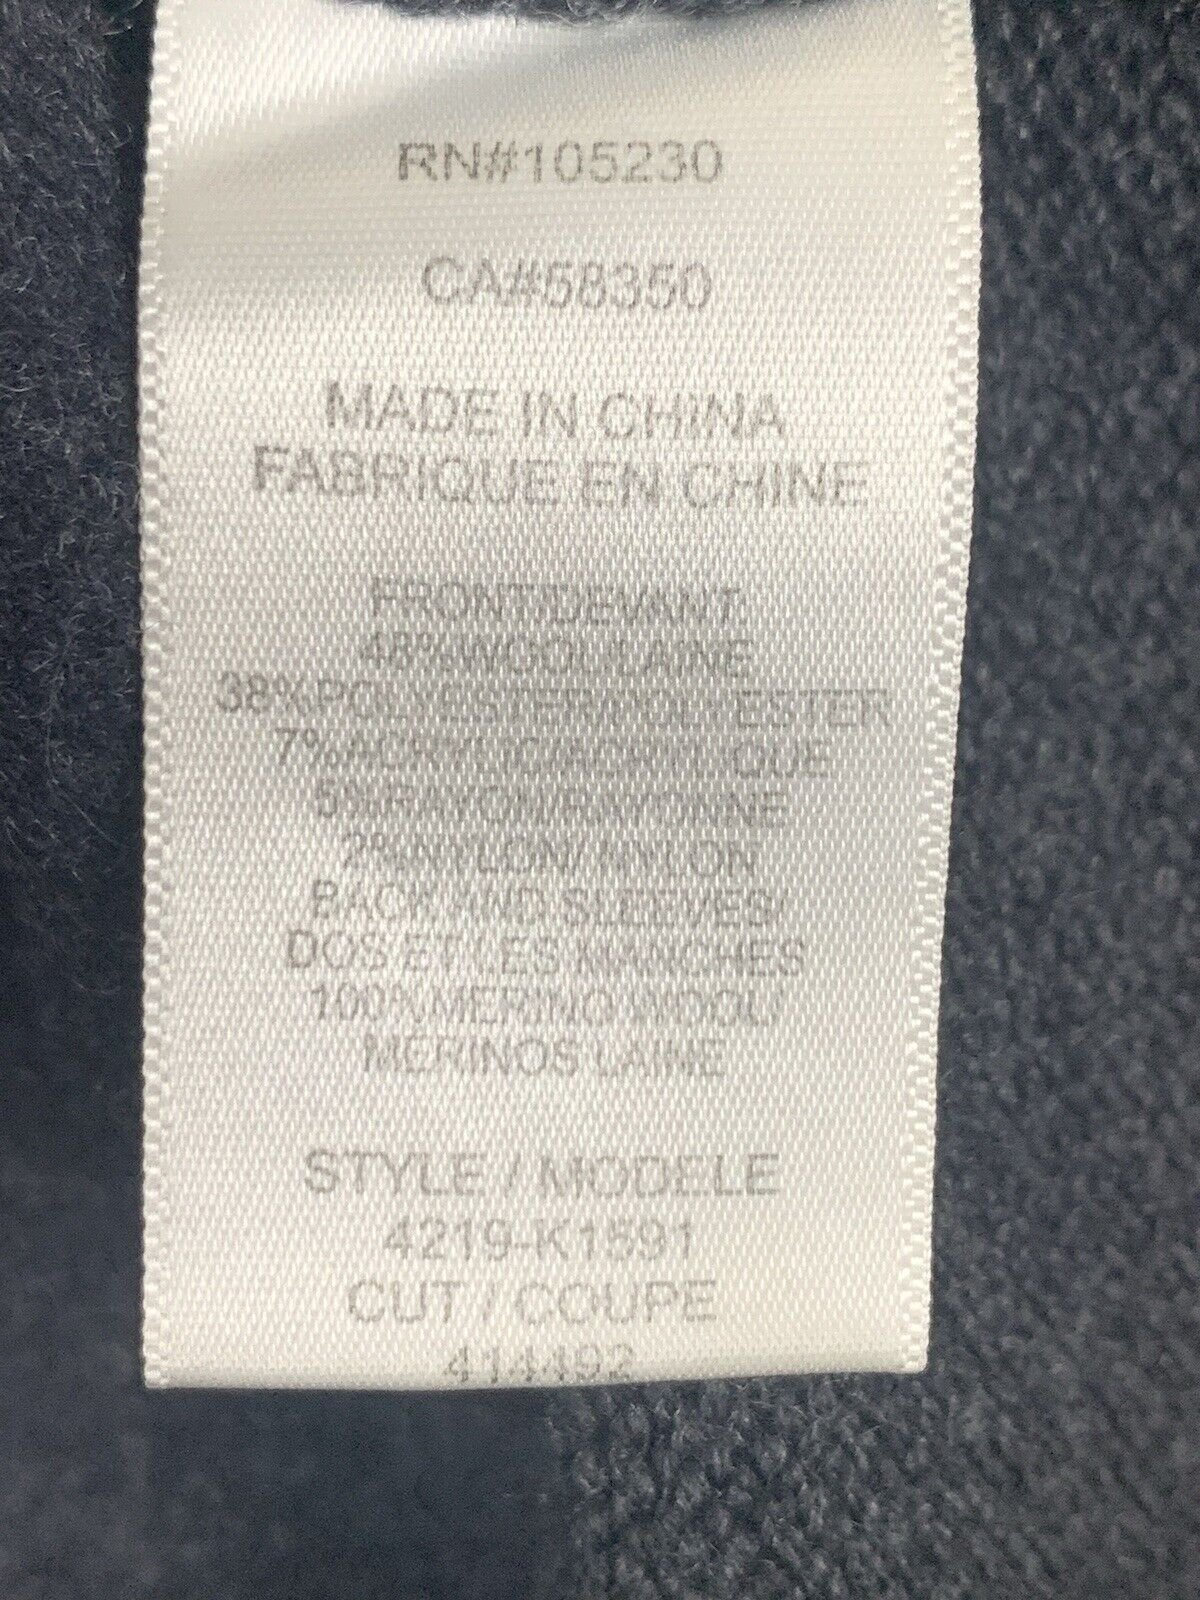 RN#105230
CA#58350
MADE IN CHINA
FABRIQUE EN CHINE
FRONT/DEVANT:
48%WOOL/LAINE
38%POLYESTER/POLYESTER
7%ACRYLIC/ACRYLIQUE
5%RAYON/RAYONNE
2%NYLON/NYLON
BACK AND SLEEVES/
DOS ET LES MANCHES
100%MERINO WOOL/
MERINOS LAINE
STYLE / MODELE
4219-K1591
CUT / COUPE
414492